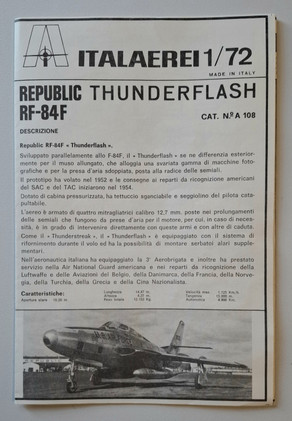 ITALAEREI 1/72
MADE IN ITALY
REPUBLIC THUNDERFLASH
RF-84F
CAT. N.º A 108
DESCRIZIONE
Republic RF-84F « Thunderflash ».
Sviluppato parallelamente allo F-84F, il « Thunderflash » se ne differenzia esterior-
mente per il muso allungato, che alloggia una svariata gamma di macchine foto-
grafiche e per la presa d'aria adoppiata, posta alla radice delle semiali.
Il prototipo ha volato nel 1952 e le consegne ai reparti da ricognizione americani
del SAC e del TAC iniziarono nel 1954.
Dotato di cabina pressurizzata, ha tettuccio sganciabile e seggiolino del pilota cata-
pultabile.
L'aereo è armato di quattro mitragliatrici calibro 12,7 mm. poste nei prolungamenti
delle semiali che fungono da prese d'aria per il motore, per cui, in caso di neces-
sità, è in grado di intervenire direttamente con queste armi e con altre di caduta.
Come il « Thunderstreak », il « Thunderflash » è equipaggiato con il sistema di
rifornimento durante il volo ed ha la possibilità di montare serbatoi alari supple-
mentari.
Nell'aeronautica italiana ha equipaggiato la 3ª Aerobrigata e inoltre ha prestato
servizio nella Air National Guard americana e nei reparti da ricognizione della
Luftwaffe e delle Aviazioni del Belgio, della Danimarca, della Francia, della Norve-
gia, della Turchia, della Grecia e della Cina Nazionalista.
Caratteristiche:
Lunghezza
Altezza
Velocità max.
Tangenza
Autonomia
Apertura alare